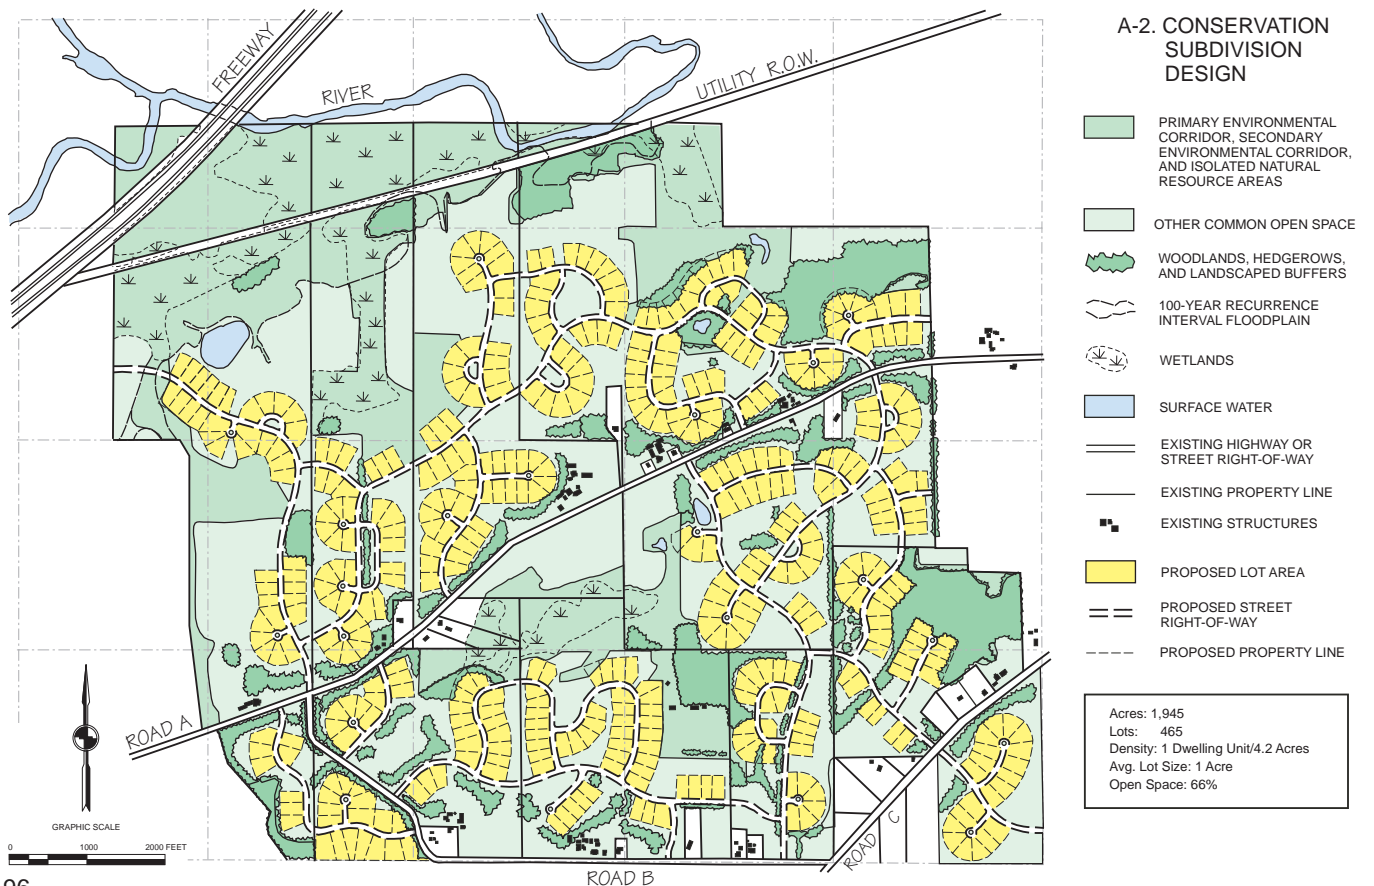 A-2. CONSERVATION
SUBDIVISION
DESIGN
FREEWAY
RIVER
UTILITY R.O.W.
PRIMARY ENVIRONMENTAL
CORRIDOR, SECONDARY
ENVIRONMENTAL CORRIDOR,
AND ISOLATED NATURAL
RESOURCE AREAS
OTHER COMMON OPEN SPACE
WOODLANDS, HEDGEROWS,
AND LANDSCAPED BUFFERS
100-YEAR RECURRENCE
INTERVAL FLOODPLAIN
WETLANDS
SURFACE WATER
EXISTING HIGHWAY OR
STREET RIGHT-OF-WAY
EXISTING PROPERTY LINE
EXISTING STRUCTURES
PROPOSED LOT AREA
PROPOSED STREET
RIGHT-OF-WAY
PROPOSED PROPERTY LINE
Acres: 1,945
Lots: 465
Density: 1 Dwelling Unit/4.2 Acres
Avg. Lot Size: 1 Acre
Open Space: 66%
ROAD A
ROAD C
ROAD B
GRAPHIC SCALE
0 1000 2000 FEET